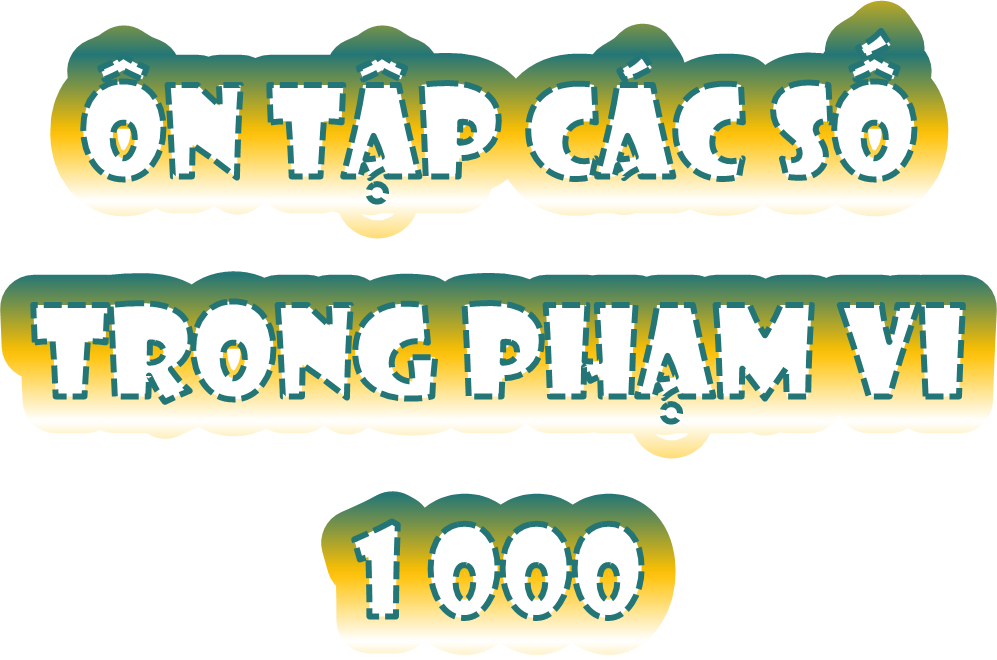 ÔN TẬP CÁC SỐ
TRONG PHẠM VI
1 000